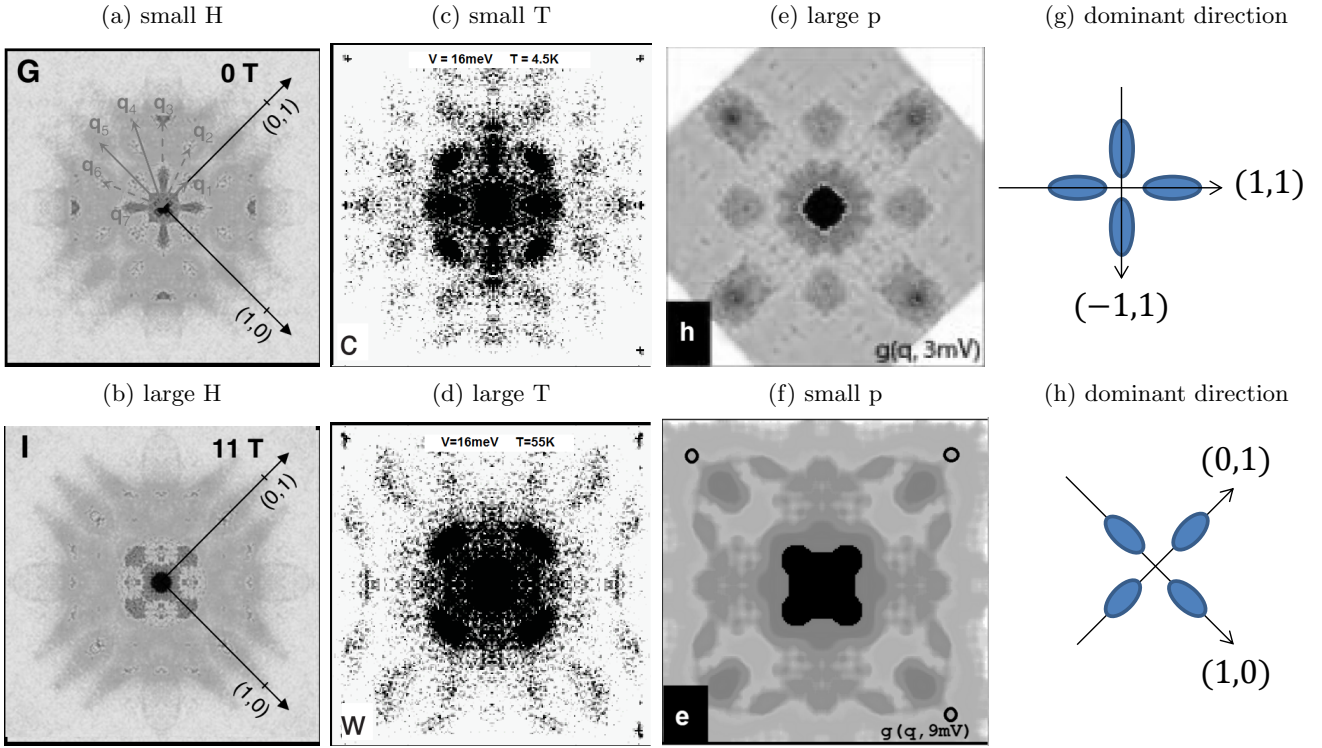 (a) small H
(c) small T
(e) large p
(g) dominant direction
G
0 T
q4
q3
q5
q2
q6
q1
q7
(0,1)
(1,0)
V = 16meV T = 4.5K
C
h
g(q, 3mV)
(1,1)
(−1,1)
(b) large H
(d) large T
(f) small p
(h) dominant direction
I
11 T
(0,1)
(1,0)
V=16meV T=55K
W
e
g(q, 9mV)
(0,1)
(1,0)